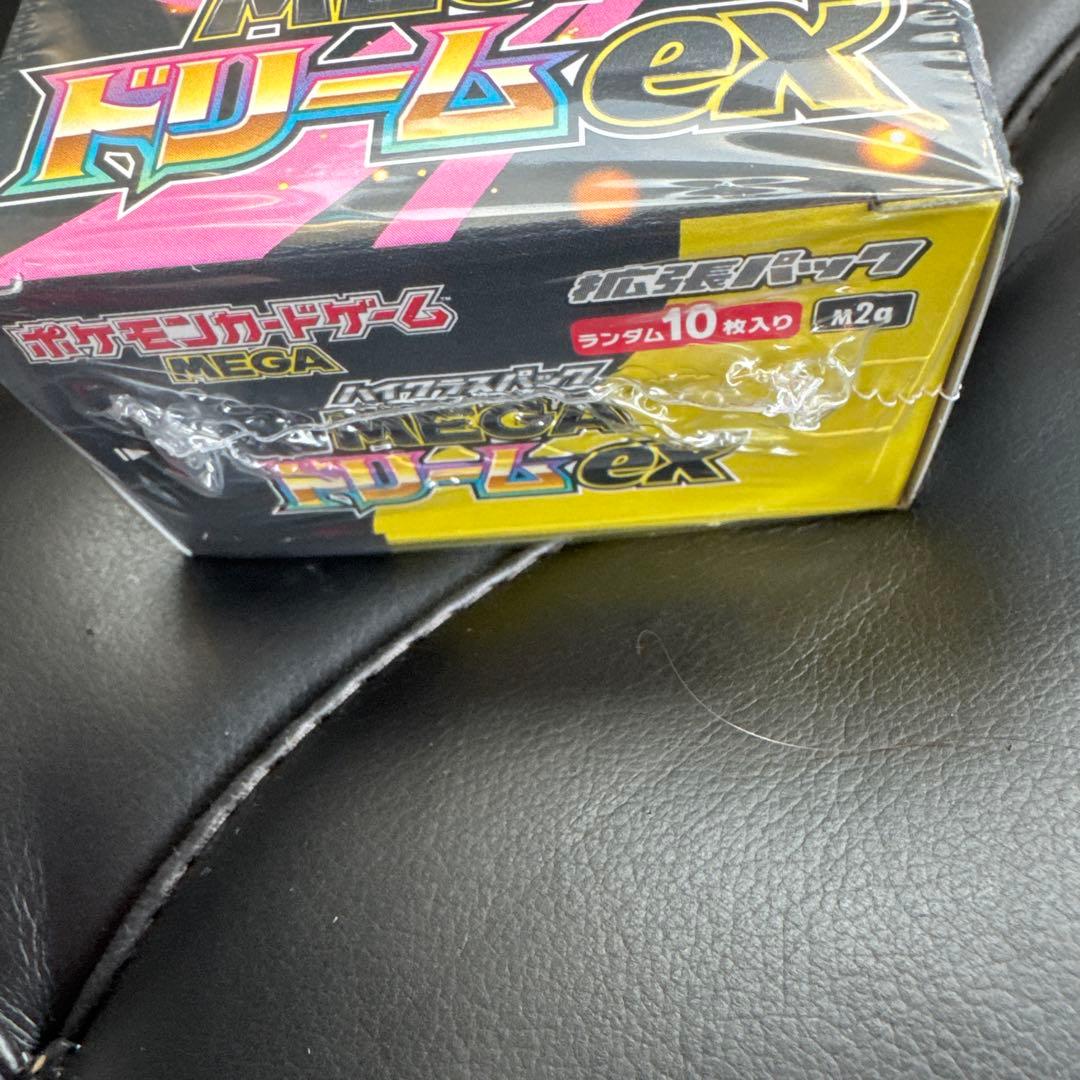 MEGA
ドリームex
ポケモンカードゲーム
MEGA
拡張パック
ランダム10枚入り
M2a
ハイクラスパック
MEGA
ドリームex